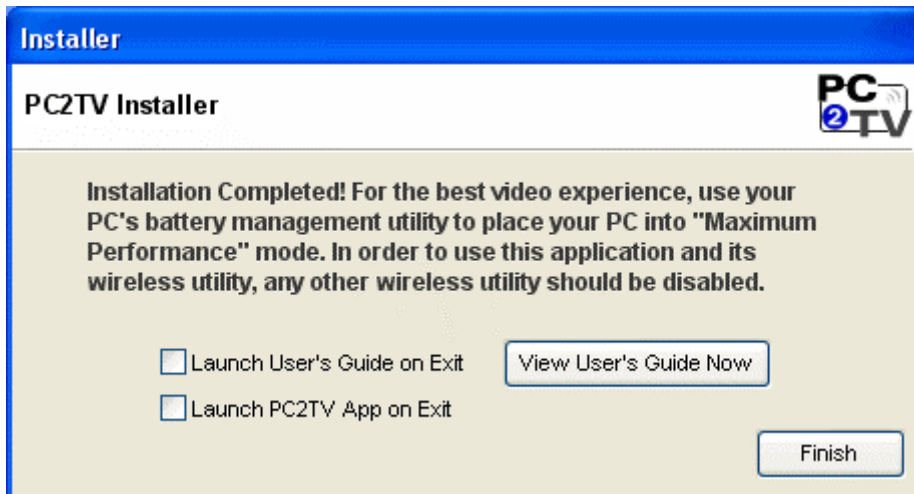 Installer
PC2TV Installer
PC
2 TV
Installation Completed! For the best video experience, use your
PC's battery management utility to place your PC into "Maximum
Performance" mode. In order to use this application and its
wireless utility, any other wireless utility should be disabled.
Launch User's Guide on Exit
View User's Guide Now
Launch PC2TV App on Exit
Finish